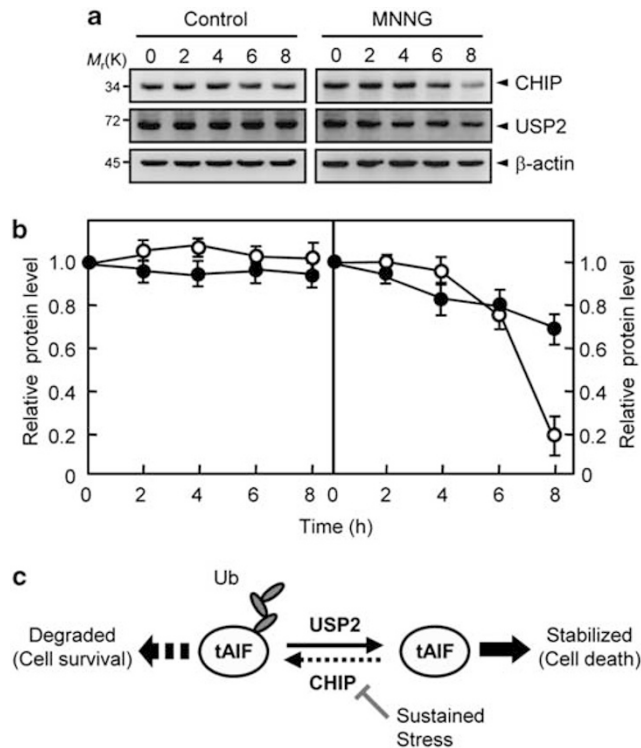 a
Control MNNG
Mr(K) 0 2 4 6 8 0 2 4 6 8
34 CHIP
72 USP2
45 β-actin
b
Relative protein level
1.0 1.0
0.8 0.8
0.6 0.6
0.4 0.4
0.2 0.2
0 0
0 2 4 6 8 0 2 4 6 8
Time (h)
Relative protein level
c
Ub
Degraded
(Cell survival)
tAIF
USP2
CHIP
tAIF
Stabilized
(Cell death)
Sustained
Stress